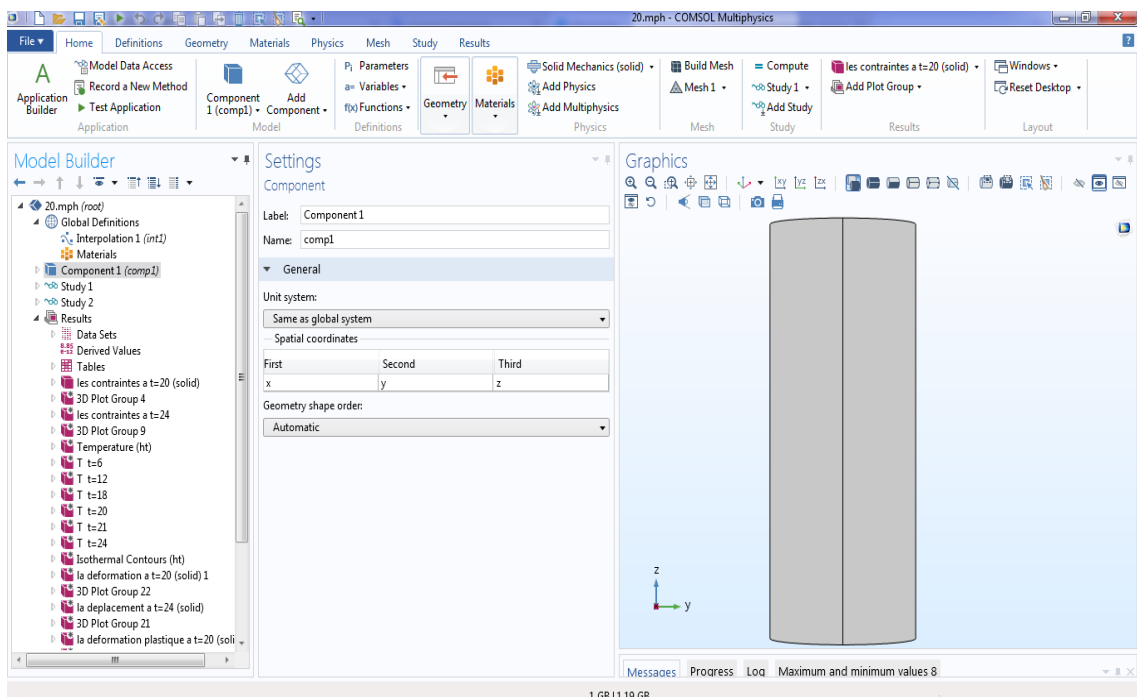 20.mph - COMSOL Multiphysics
File Home Definitions Geometry Materials Physics Mesh Study Results
Application Builder
Model Data Access
Record a New Method
Test Application
Application
Component 1 (comp1)
Add Component
Model
Pi Parameters
a= Variables
f(x) Functions
Definitions
Geometry
Materials
Solid Mechanics (solid)
Add Physics
Add Multiphysics
Physics
Build Mesh
Mesh 1
Mesh
= Compute
Study 1
Add Study
Study
les contraintes a t=20 (solid)
Add Plot Group
Results
Windows
Reset Desktop
Layout
Model Builder
20.mph (root)
Global Definitions
Interpolation 1 (int1)
Materials
Component 1 (comp1)
Study 1
Study 2
Results
Data Sets
8.85 e-12 Derived Values
Tables
les contraintes a t=20 (solid)
3D Plot Group 4
les contraintes a t=24
3D Plot Group 9
Temperature (ht)
T t=6
T t=12
T t=18
T t=20
T t=21
T t=24
Isothermal Contours (ht)
la deformation a t=20 (solid) 1
3D Plot Group 22
la deplacement a t=24 (solid)
3D Plot Group 21
la deformation plastique a t=20 (soli
Settings
Component
Label: Component 1
Name: comp1
General
Unit system:
Same as global system
Spatial coordinates
First Second Third
x y z
Geometry shape order:
Automatic
Graphics
xy yz zx
z
y
Messages Progress Log Maximum and minimum values 8
1 GB | 1.19 GB